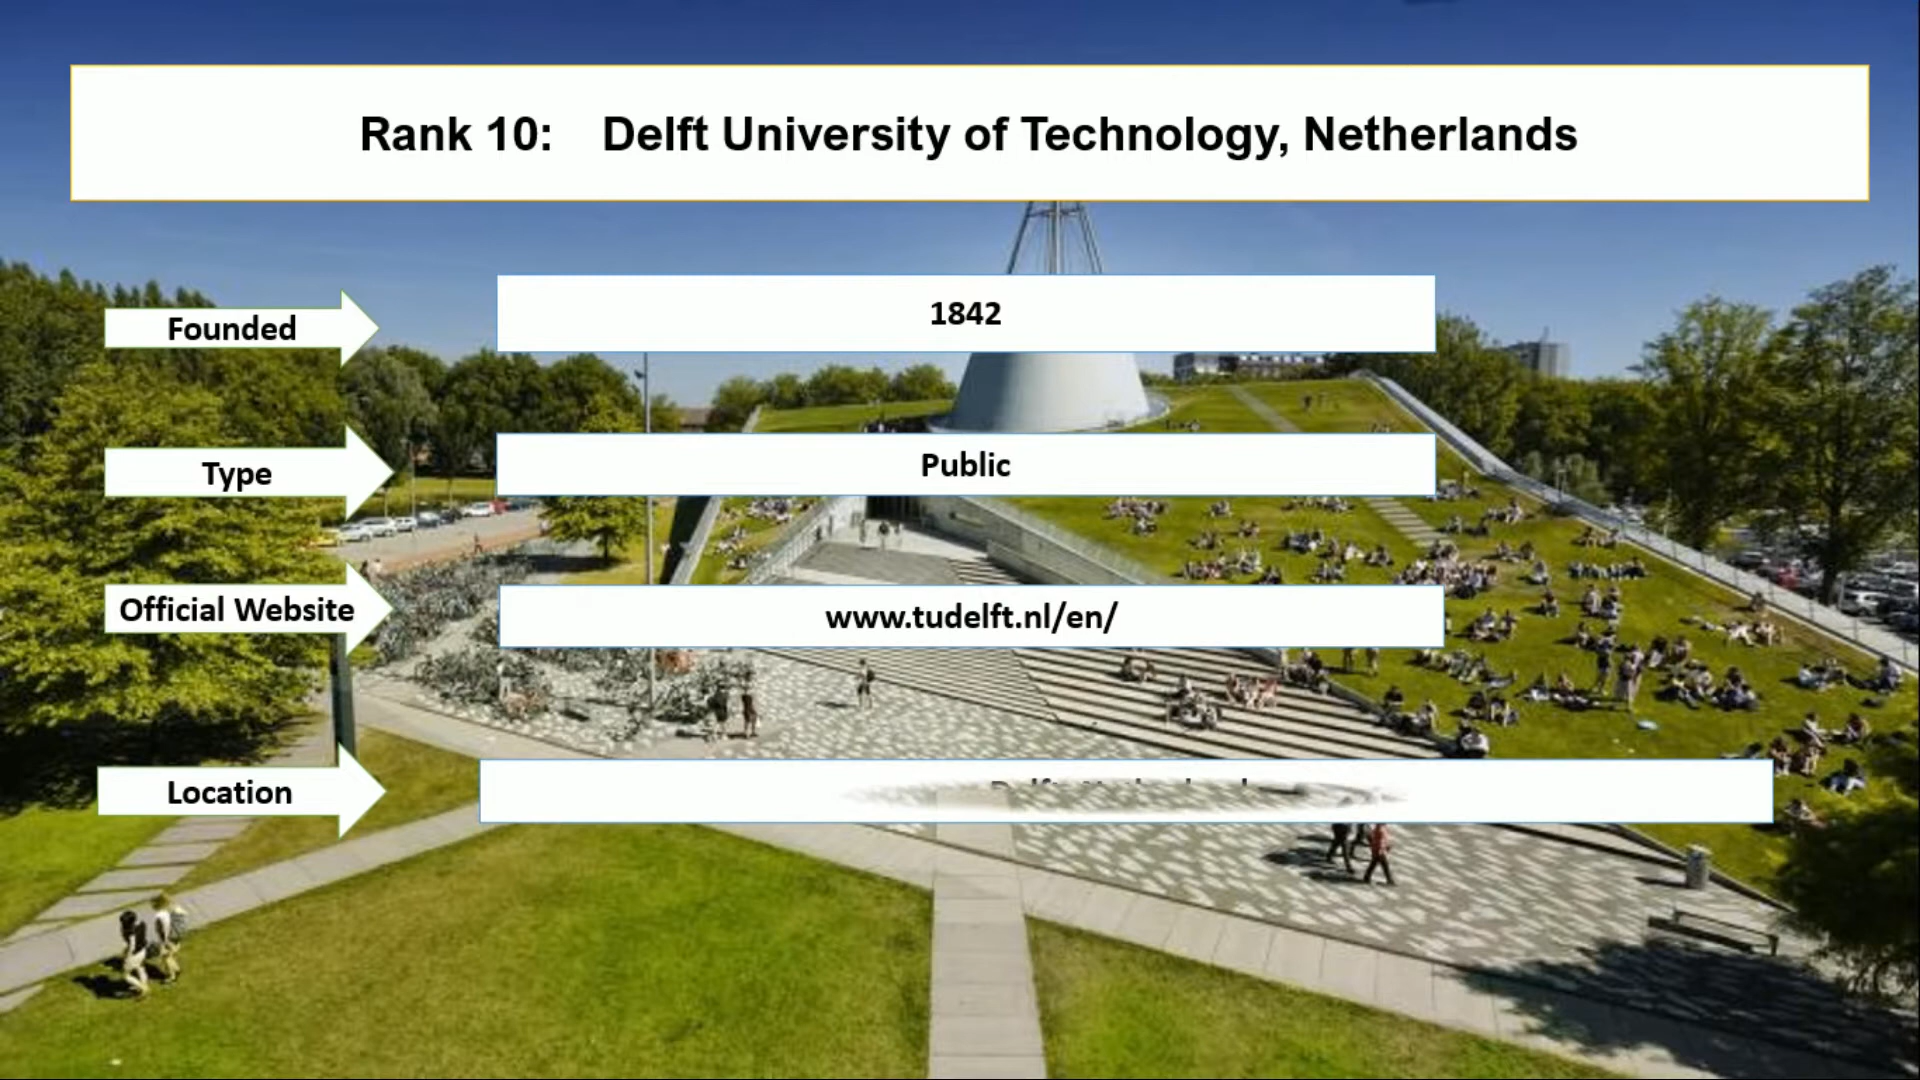 Rank 10: Delft University of Technology, Netherlands
Founded
1842
Type
Public
Official Website
www.tudelft.nl/en/
Location